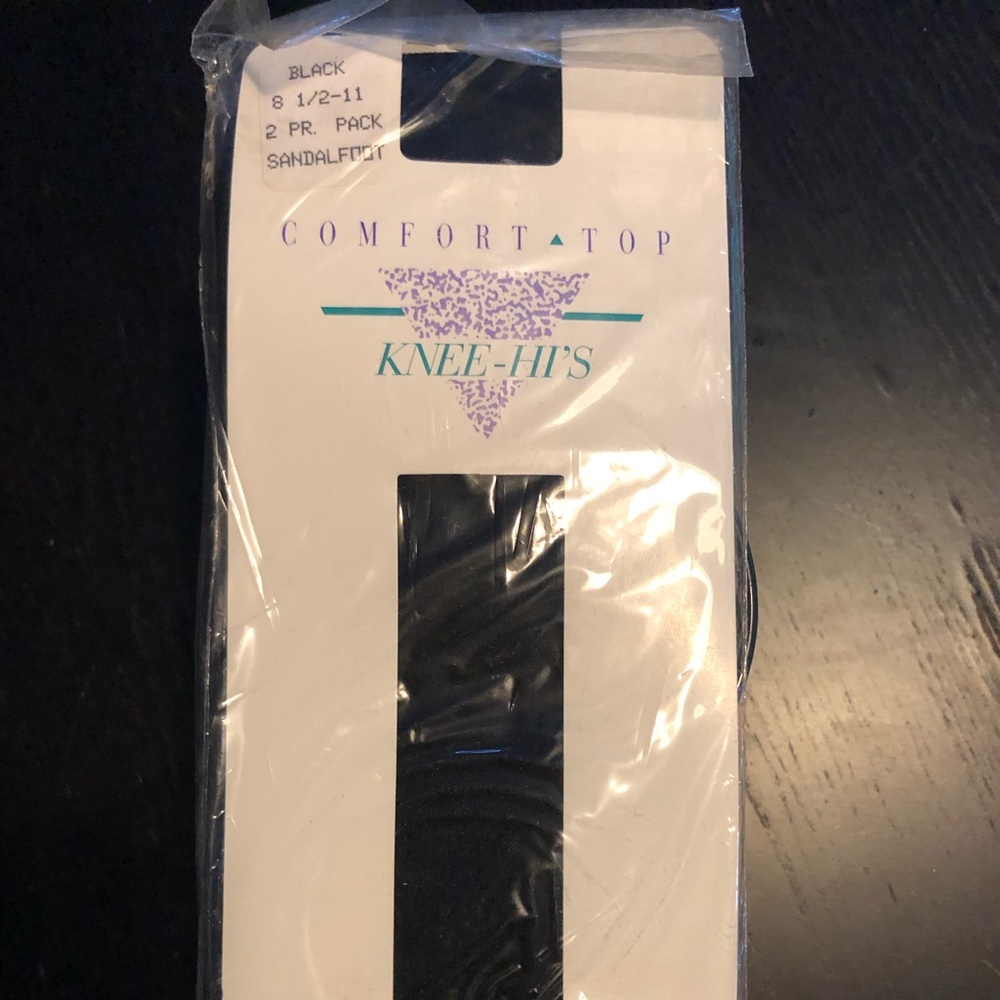 BLACK
8 1/2-11
2 PR. PACK
SANDALFOOT
COMFORT▲TOP
KNEE-HI'S